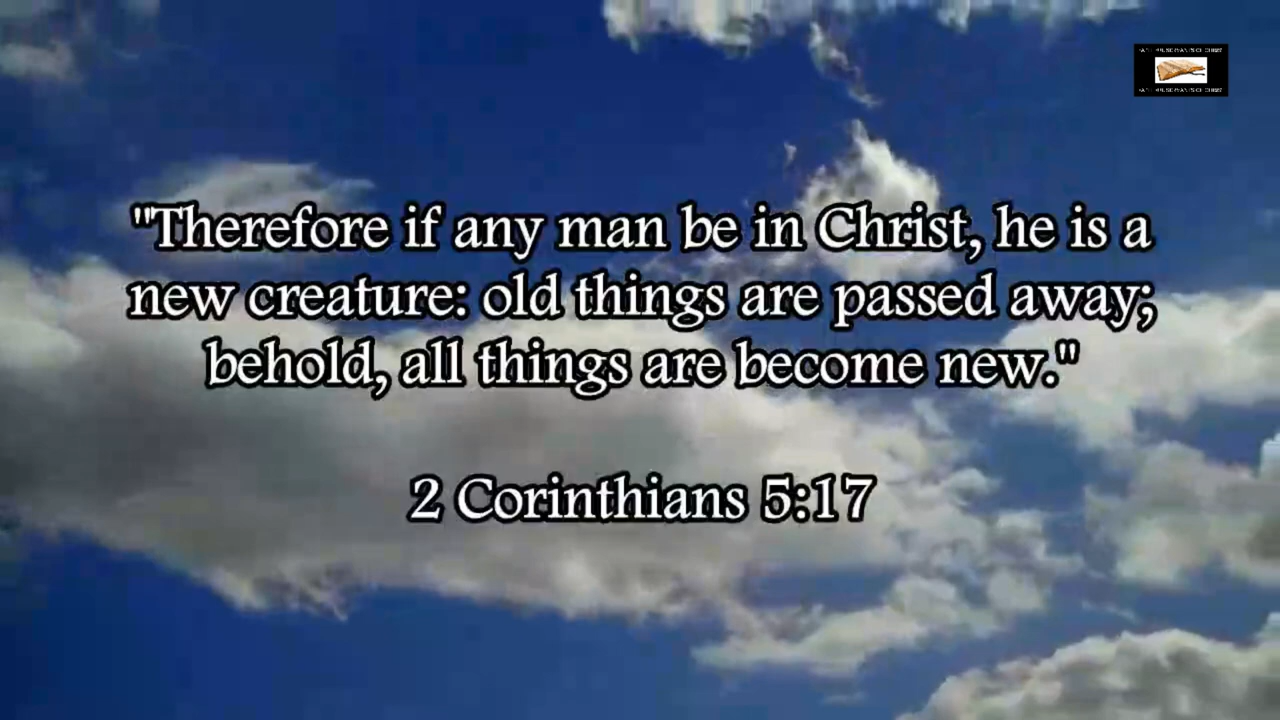 "Therefore if any man be in Christ, he is a
new creature: old things are passed away;
behold, all things are become new."
2 Corinthians 5:17